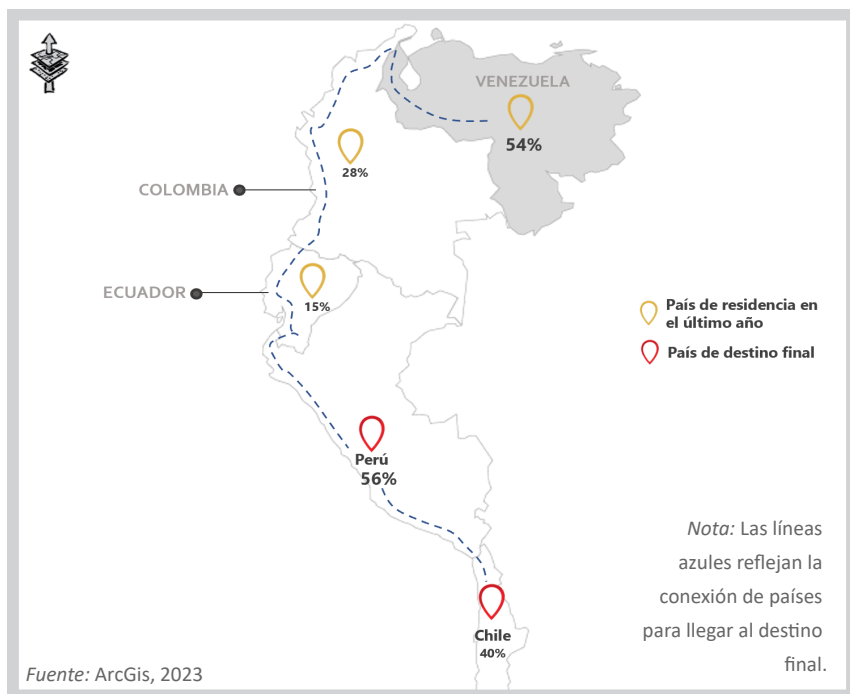 VENEZUELA
54%
28%
COLOMBIA
ECUADOR
15%
País de residencia en
el último año
País de destino final
Perú
56%
Nota: Las líneas
azules reflejan la
conexión de países
para llegar al destino
final.
Chile
40%
Fuente: ArcGis, 2023